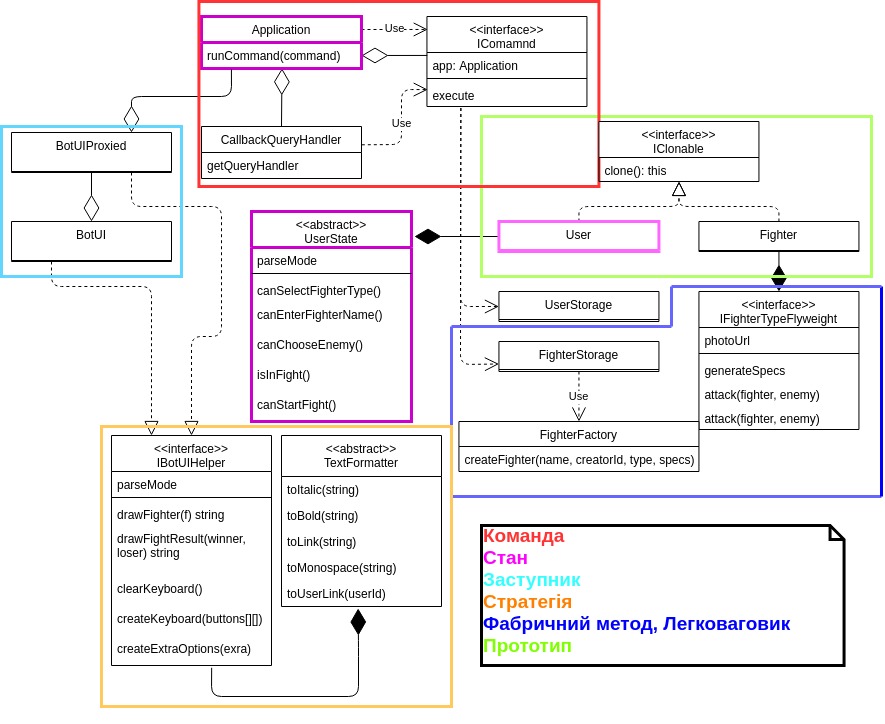 Application
runCommand(command)
Use
<<interface>>
IComamnd
app: Application
execute
Use
CallbackQueryHandler
getQueryHandler
BotUIProxied
BotUI
<<interface>>
IClonable
clone(): this
User
Fighter
<<abstract>>
UserState
parseMode
canSelectFighterType()
canEnterFighterName()
canChooseEnemy()
isInFight()
canStartFight()
UserStorage
FighterStorage
Use
FighterFactory
createFighter(name, creatorId, type, specs)
<<interface>>
IFighterTypeFlyweight
photoUrl
generateSpecs
attack(fighter, enemy)
attack(fighter, enemy)
<<interface>>
IBotUIHelper
parseMode
drawFighter(f) string
drawFightResult(winner,
loser) string
clearKeyboard()
createKeyboard(buttons[][])
createExtraOptions(exra)
<<abstract>>
TextFormatter
toItalic(string)
toBold(string)
toLink(string)
toMonospace(string)
toUserLink(userId)
Команда
Стан
Заступник
Стратегія
Фабричний метод, Легковаговик
Прототип